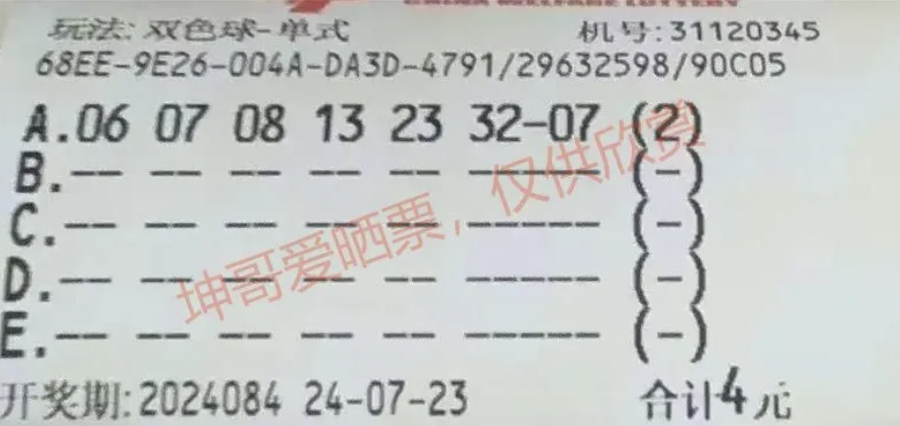 玩法: 双色球-单式 机号:31120345
68EE-9E26-004A-DA3D-4791/29632598/90C05
A.06 07 08 13 23 32-07 (2)
B.-- -- -- -- -- -----  (-)
C.-- -- -- -- -- -----  (-)
D.-- -- -- -- -- -----  (-)
E.-- -- -- -- -- -----  (-)
开奖期:2024084 24-07-23 合计4元
坤哥爱晒票，仅供欣赏